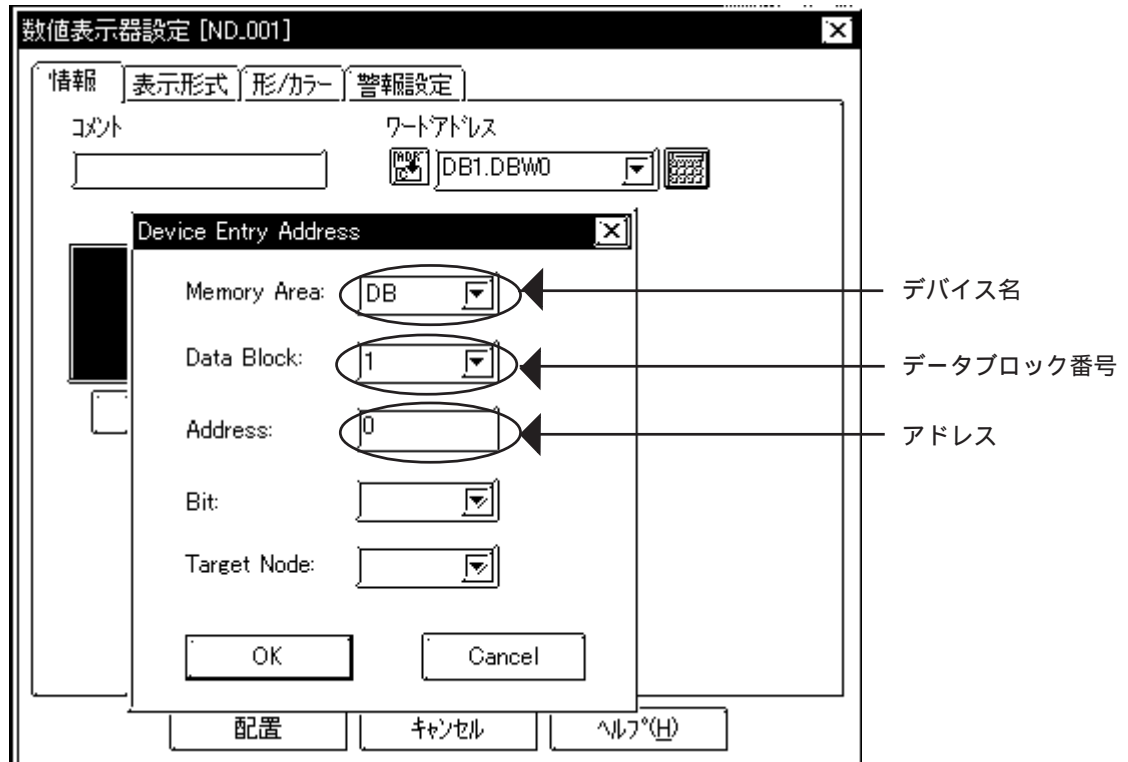 数値表示器設定 [ND_001]
情報 表示形式 形/カラー 警報設定
コメント ワードアドレス
DB1.DBW0
Device Entry Address
Memory Area: DB デバイス名
Data Block: 1 データブロック番号
Address: 0 アドレス
Bit:
Target Node:
OK Cancel
配置 キャンセル ヘルプ(H)